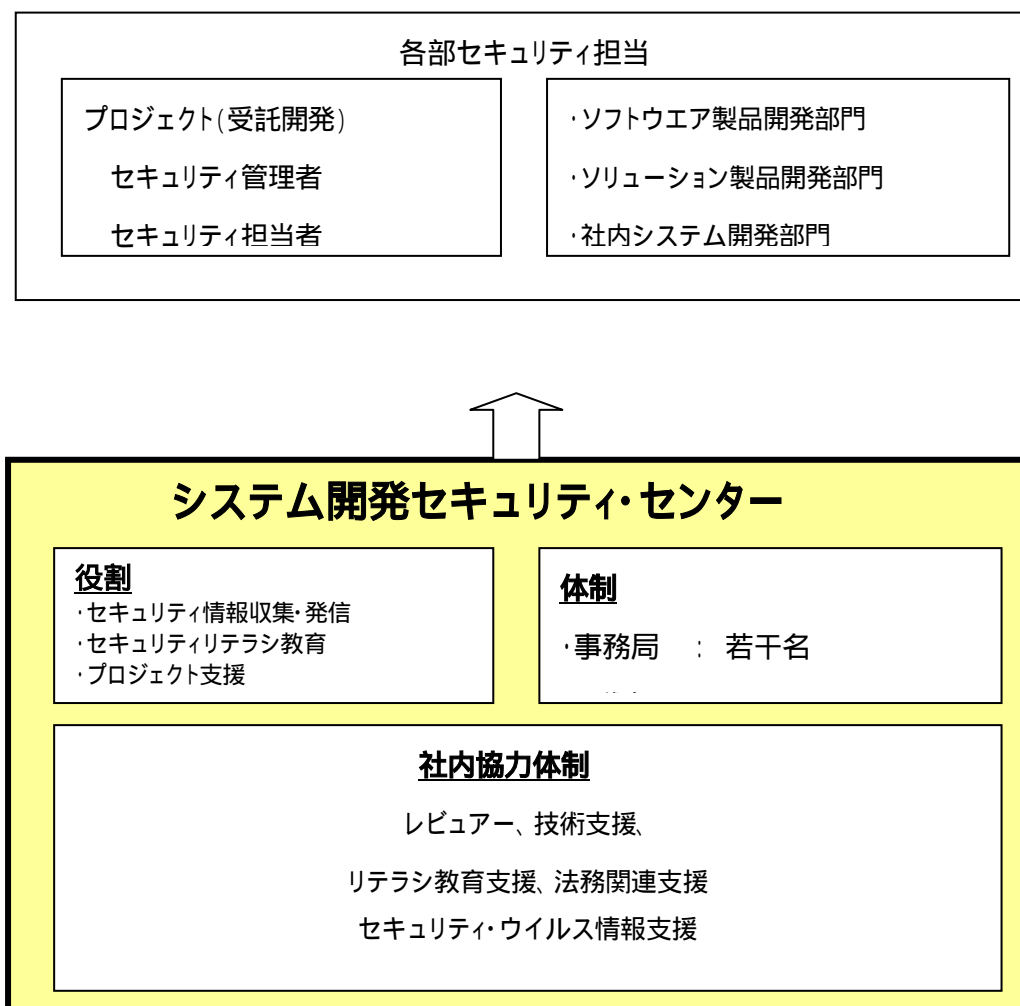 各部セキュリティ担当
プロジェクト(受託開発)
セキュリティ管理者
セキュリティ担当者
・ソフトウエア製品開発部門
・ソリューション製品開発部門
・社内システム開発部門
システム開発セキュリティ・センター
役割
・セキュリティ情報収集・発信
・セキュリティリテラシ教育
・プロジェクト支援
体制
・事務局 : 若干名
社内協力体制
レビュアー、技術支援、
リテラシ教育支援、法務関連支援
セキュリティ・ウイルス情報支援